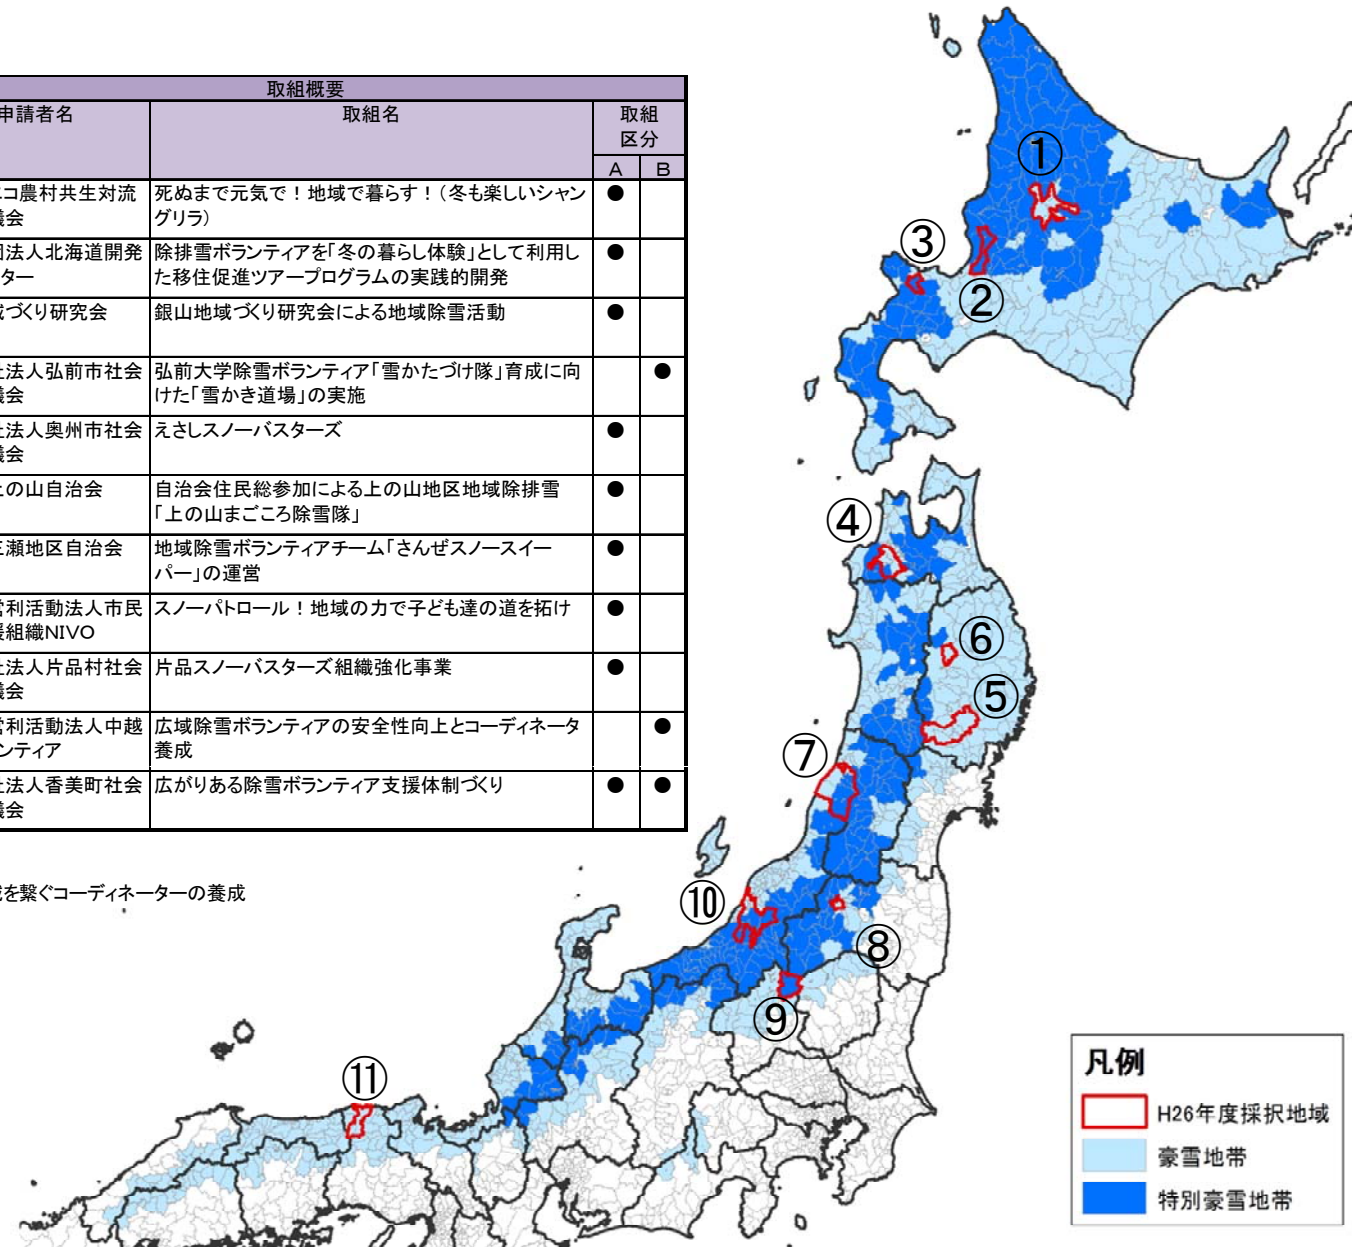 取組概要
申請者名 取組名 取組
区分
A B
エコ農村共生対流 死ぬまで元気で！地域で暮らす！（冬も楽しいシャン ●
議会 グリラ）
団法人北海道開発 除排雪ボランティアを「冬の暮らし体験」として利用し ●
ンター た移住促進ツアープログラムの実践的開発
域づくり研究会 銀山地域づくり研究会による地域除雪活動 ●
社法人弘前市社会 弘前大学除雪ボランティア「雪かたづけ隊」育成に向 ●
議会 けた「雪かき道場」の実施
社法人奥州市社会 えさしスノーバスターズ ●
議会
上の山自治会 自治会住民総参加による上の山地区地域除排雪 ●
「上の山まごころ除雪隊」
三瀬地区自治会 地域除雪ボランティアチーム「さんぜスノースイー ●
パー」の運営
営利活動法人市民 スノーパトロール！地域の力で子ども達の道を拓け ●
援組織NIVO
社法人片品村社会 片品スノーバスターズ組織強化事業 ●
議会
営利活動法人中越 広域除雪ボランティアの安全性向上とコーディネータ ●
ンティア 養成
社法人香美町社会 広がりある除雪ボランティア支援体制づくり ● ●
議会
域を繋ぐコーディネーターの養成
①
③
②
④
⑥
⑤
⑦
⑩
⑧
⑨
⑪
凡例
H26年度採択地域
豪雪地帯
特別豪雪地帯